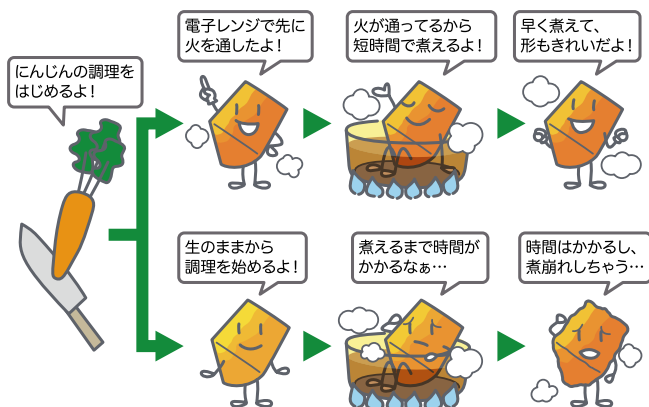 にんじんの調理を
はじめるよ！
電子レンジで先に
火を通したよ！
火が通ってるから
短時間で煮えるよ！
早く煮えて、
形もきれいだよ！
生のままから
調理を始めるよ！
煮えるまで時間が
かかるなぁ…
時間はかかるし、
煮崩れしちゃう…